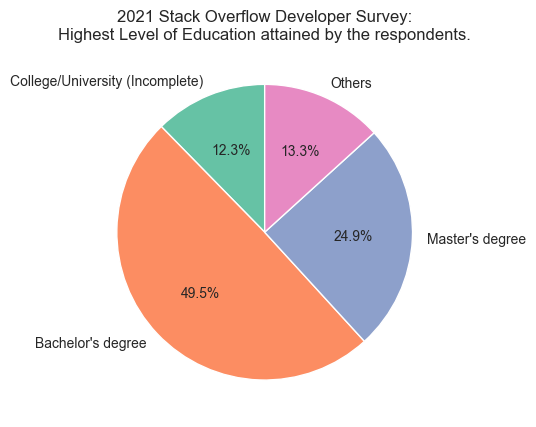 2021 Stack Overflow Developer Survey:
Highest Level of Education attained by the respondents.
College/University (Incomplete)
Others
12.3%
13.3%
24.9%
Master's degree
49.5%
Bachelor's degree